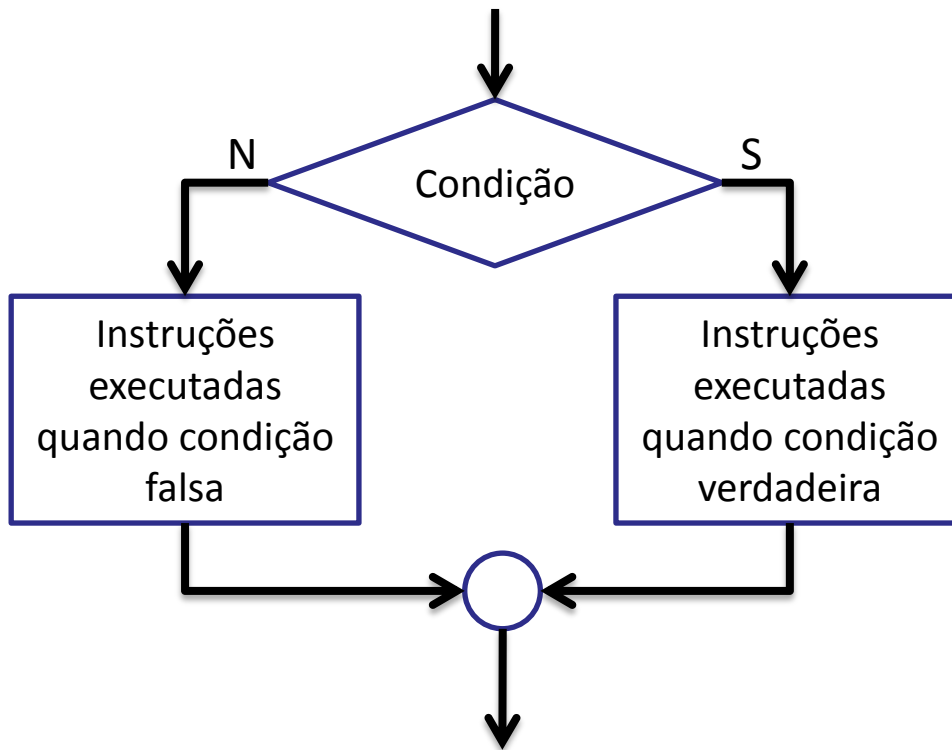 N
S
Condição
Instruções
executadas
quando condição
falsa
Instruções
executadas
quando condição
verdadeira